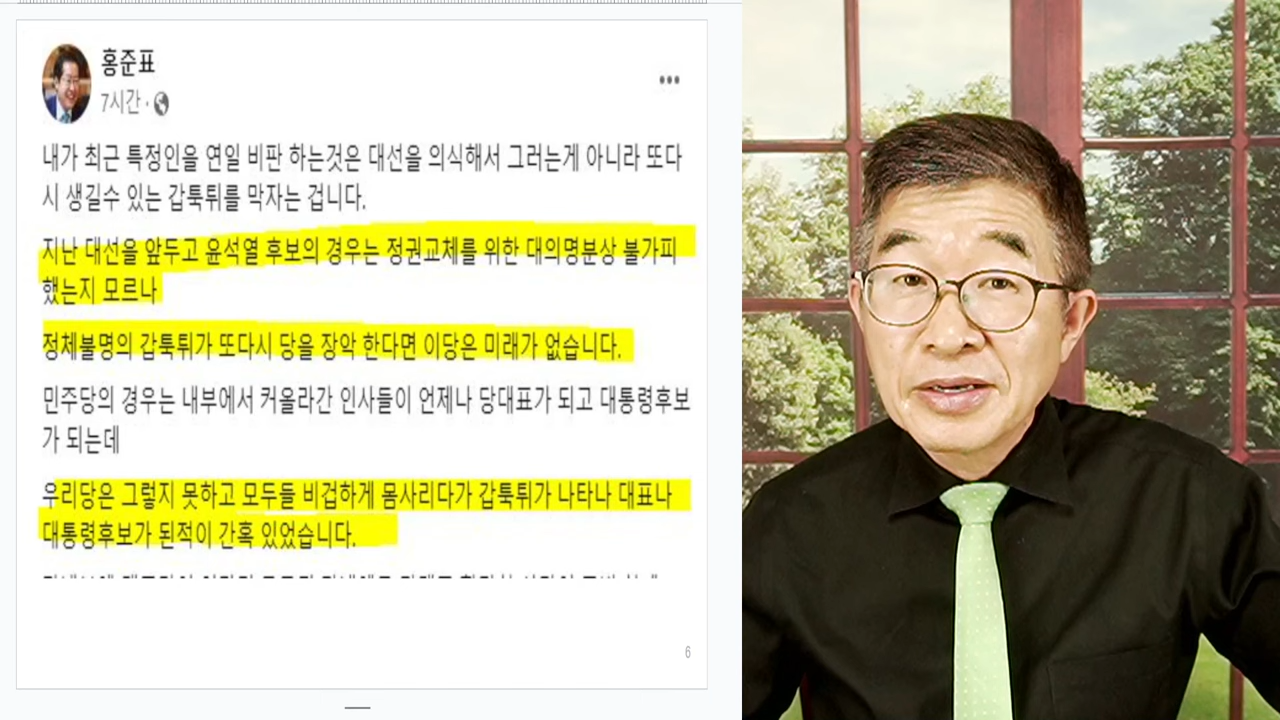 홍준표
7시간 ·
내가 최근 특정인을 연일 비판 하는것은 대선을 의식해서 그러는게 아니라 또다
시 생길수 있는 갑툭튀를 막자는 겁니다.
지난 대선을 앞두고 윤석열 후보의 경우는 정권교체를 위한 대의명분상 불가피
했는지 모르나
정체불명의 갑툭튀가 또다시 당을 장악 한다면 이당은 미래가 없습니다.
민주당의 경우는 내부에서 커올라간 인사들이 언제나 당대표가 되고 대통령후보
가 되는데
우리당은 그렇지 못하고 모두들 비겁하게 몸사리다가 갑툭튀가 나타나 대표나
대통령후보가 된적이 간혹 있었습니다.
6